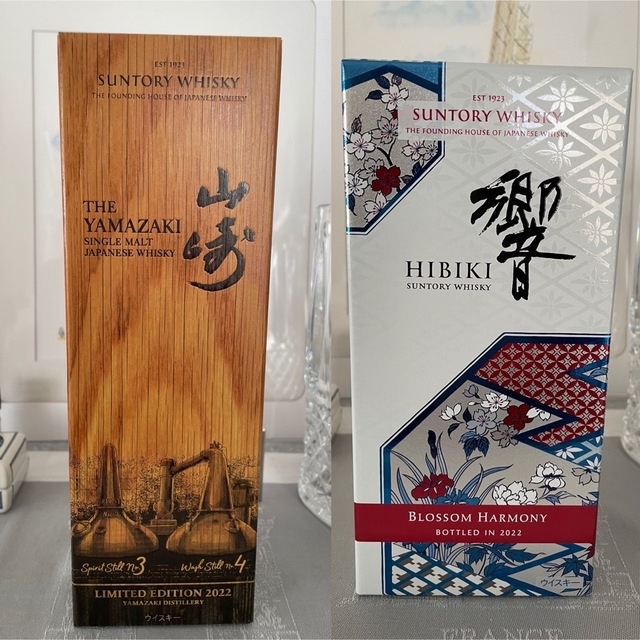 EST 1923
SUNTORY WHISKY
THE FOUNDING HOUSE OF JAPANESE WHISKY
山崎
THE
YAMAZAKI
SINGLE MALT
JAPANESE WHISKY
Spirit Still No3
Wash Still No.4
LIMITED EDITION 2022
YAMAZAKI DISTILLERY
ウイスキー
EST 1923
SUNTORY WHISKY
THE FOUNDING HOUSE OF JAPANESE WHISKY
響
HIBIKI
SUNTORY WHISKY
BLOSSOM HARMONY
BOTTLED IN 2022
ウイスキー